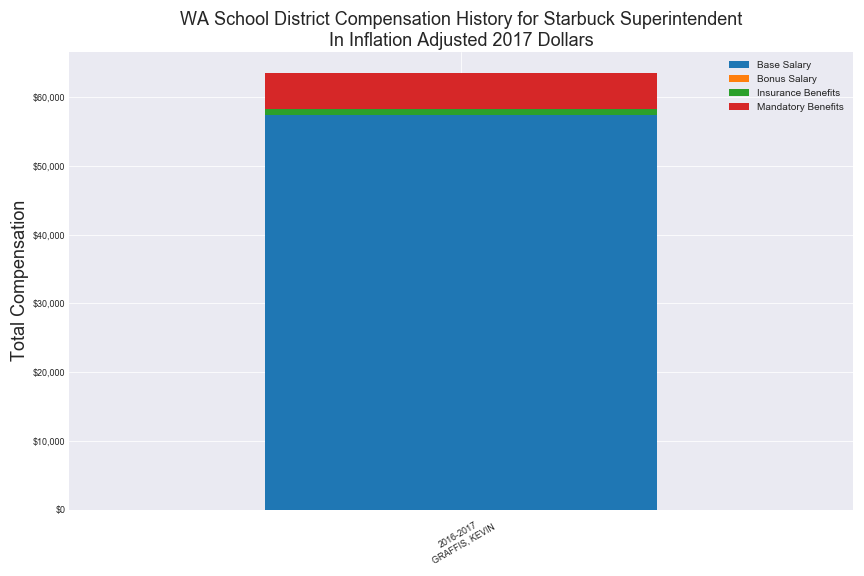 WA School District Compensation History for Starbuck Superintendent
In Inflation Adjusted 2017 Dollars
Base Salary
Bonus Salary
Insurance Benefits
Mandatory Benefits
Total Compensation
$60,000
$50,000
$40,000
$30,000
$20,000
$10,000
$0
2016-2017
GRAFFIS, KEVIN